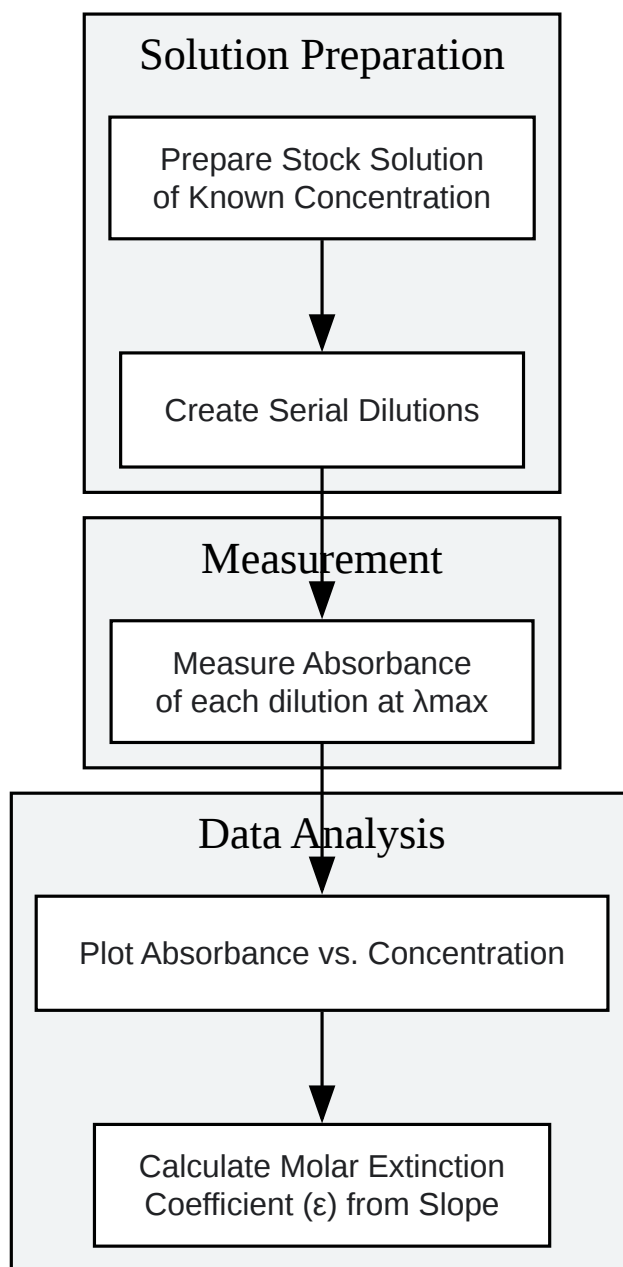 Solution Preparation
Prepare Stock Solution
of Known Concentration
Create Serial Dilutions
Measurement
Measure Absorbance
of each dilution at λmax
Data Analysis
Plot Absorbance vs. Concentration
Calculate Molar Extinction
Coefficient (ε) from Slope